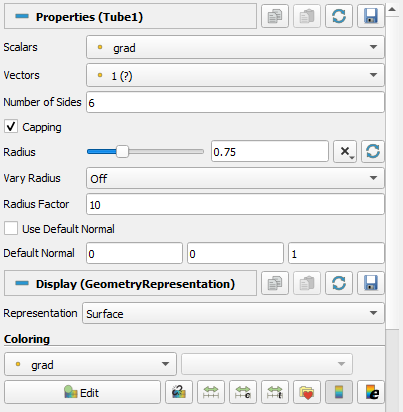 Properties (Tube1)
Scalars grad
Vectors 1 (?)
Number of Sides 6
Capping
Radius 0.75
Vary Radius Off
Radius Factor 10
Use Default Normal
Default Normal 0 0 1
Display (GeometryRepresentation)
Representation Surface
Coloring
grad
Edit